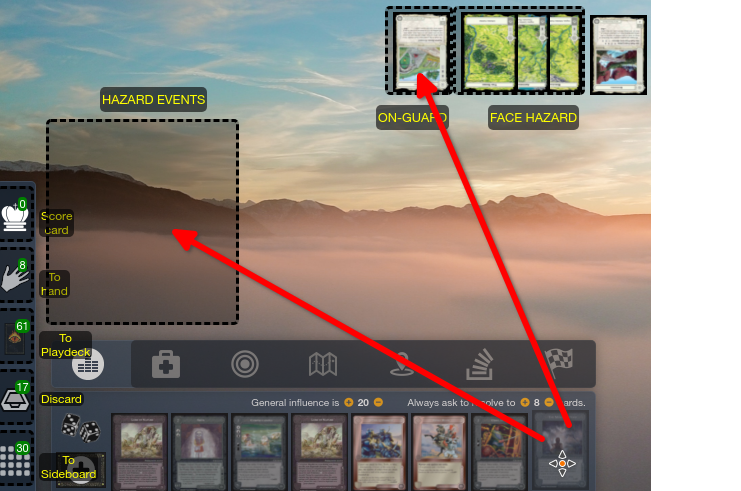 HAZARD EVENTS
ON-GUARD
FACE HAZARD
0
Score
card
8
To
hand
61
To
Playdeck
17
Discard
General influence is 20
Always ask to resolve to 8 cards.
30
To
Sideboard